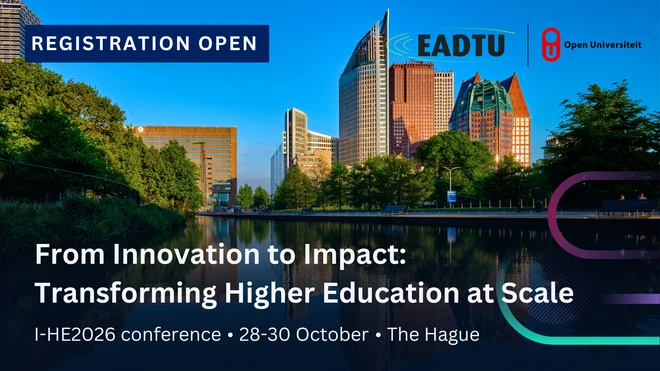 REGISTRATION OPEN
EADTU
Open Universiteit
From Innovation to Impact:
Transforming Higher Education at Scale
I-HE2026 conference • 28-30 October • The Hague